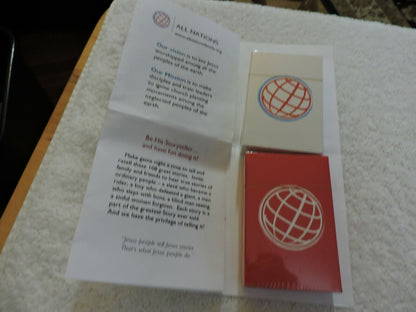 ALL NATIONS
Our vision is to see Jesus
worshipped among all the
peoples of the earth.
Our Mission is to make
disciples and train leaders
to ignite church planting
movements among the
neglected peoples of the
earth.
Be His Storyteller...
and have fun doing it!
Make game night a time to tell and
retell these 108 great stories. Invite
family and friends to hear true stories of
ordinary people - a slave who became a
ruler, a boy who defeated a giant, a man
who slept with lions, a blind man seeing,
a sinful woman forgiven. Each story is a
part of the greatest Story ever told.
And we have the privilege of telling it!
"Jesus people tell Jesus stories
That's what Jesus people do"